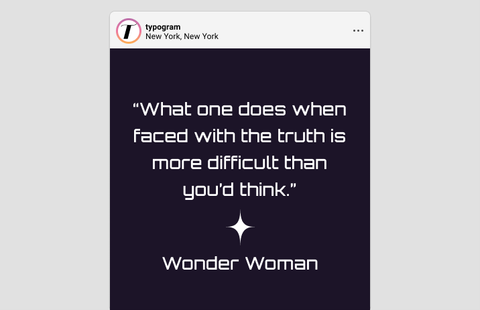 typogram
New York, New York
“What one does when
faced with the truth is
more difficult than
you’d think.”
Wonder Woman